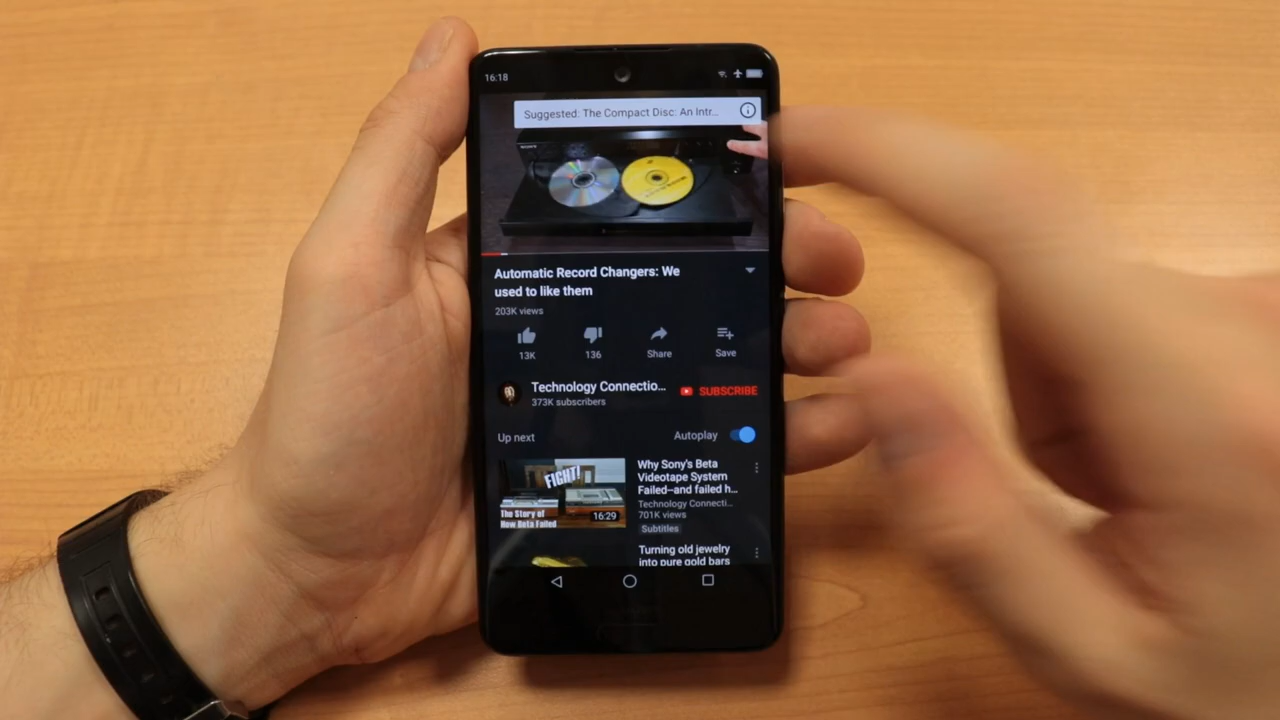 16:18
Suggested: The Compact Disc: An Intr...
Automatic Record Changers: We
used to like them
203K views
13K
136
Share
Save
Technology Connectio...
SUBSCRIBE
373K subscribers
Up next
Autoplay
FIGHT!
The Story of
How Beta Failed
16:29
Why Sony's Beta
Videotape System
Failed–and failed h...
Technology Connecti...
701K views
Subtitles
Turning old jewelry
into pure gold bars